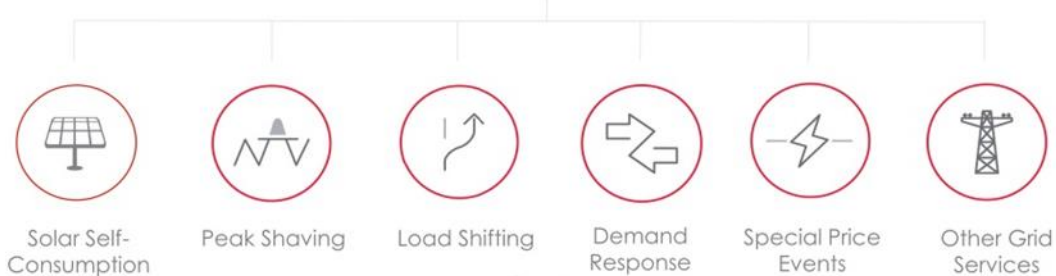 Solar Self-
Consumption
Peak Shaving
Load Shifting
Demand
Response
Special Price
Events
Other Grid
Services